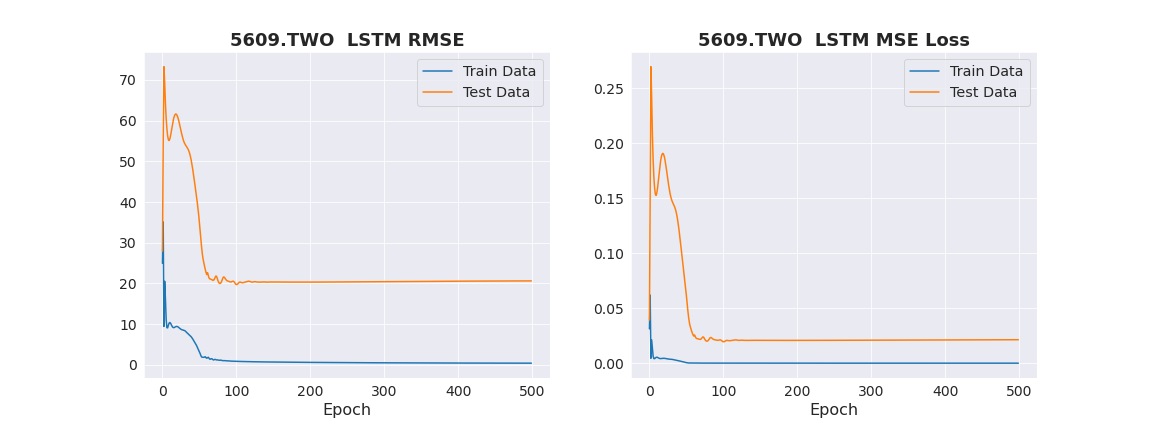 5609.TWO  LSTM RMSE
Train Data
Test Data
70
60
50
40
30
20
10
0
0 100 200 300 400 500
Epoch
5609.TWO  LSTM MSE Loss
Train Data
Test Data
0.25
0.20
0.15
0.10
0.05
0.00
0 100 200 300 400 500
Epoch